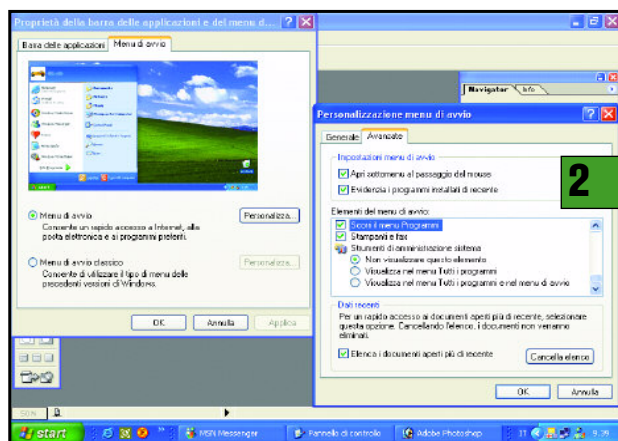 Proprietà della barra delle applicazioni e del menu d...
Barra delle applicazioni
Menu di avvio
Menu di avvio
Personalizza...
Consente un rapido accesso a Internet, alla
posta elettronica e ai programmi preferiti.
Menu di avvio classico
Personalizza...
Consente di utilizzare il tipo di menu delle
precedenti versioni di Windows.
OK
Annulla
Applica
Navigator
Info
Personalizzazione menu di avvio
Generale
Avanzate
Impostazioni menu di avvio
Apri sottomenu al passaggio del mouse
Evidenzia i programmi installati di recente
2
Elementi del menu di avvio:
Scorri il menu Programmi
Stampanti e fax
Strumenti di amministrazione sistema
Non visualizzare questo elemento
Visualizza nel menu Tutti i programmi
Visualizza nel menu Tutti i programmi e nel menu di avvio
Dati recenti
Per un rapido accesso ai documenti aperti più di recente, selezionare
questa opzione. Cancellando l'elenco, i documenti non verranno
eliminati.
Elenca i documenti aperti più di recente
Cancella elenco
OK
Annulla
start
MSN Messenger
Pannello di controllo
Adobe Photoshop
IT
9.39